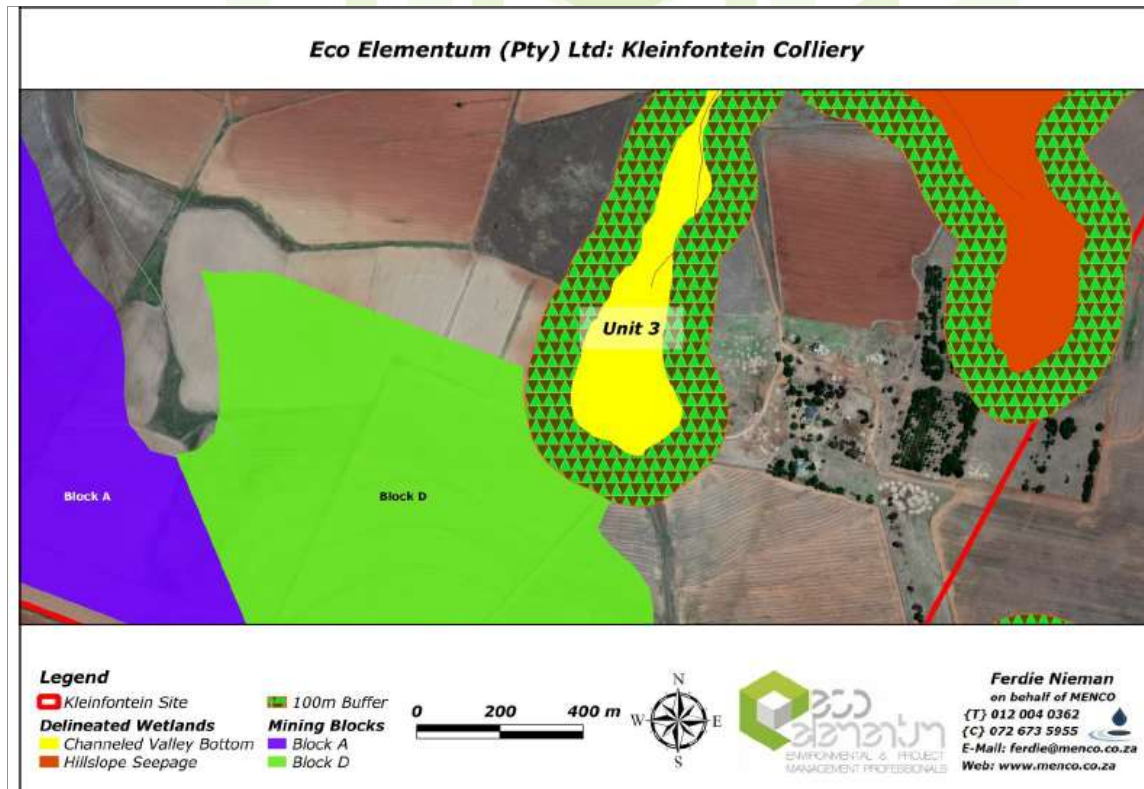 Eco Elementum (Pty) Ltd: Kleinfontein Colliery
Unit 3
Block A
Block D
Legend
Kleinfontein Site
Delineated Wetlands
Channeled Valley Bottom
Hillslope Seepage
100m Buffer
Mining Blocks
Block A
Block D
0 200 400 m
N
W E
S
eco
elementum
ENVIRONMENTAL & PROJECT
MANAGEMENT PROFESSIONALS
Ferdie Nieman
on behalf of MENCO
{T} 012 004 0362
{C} 072 673 5955
E-Mail: ferdie@menco.co.za
Web: www.menco.co.za